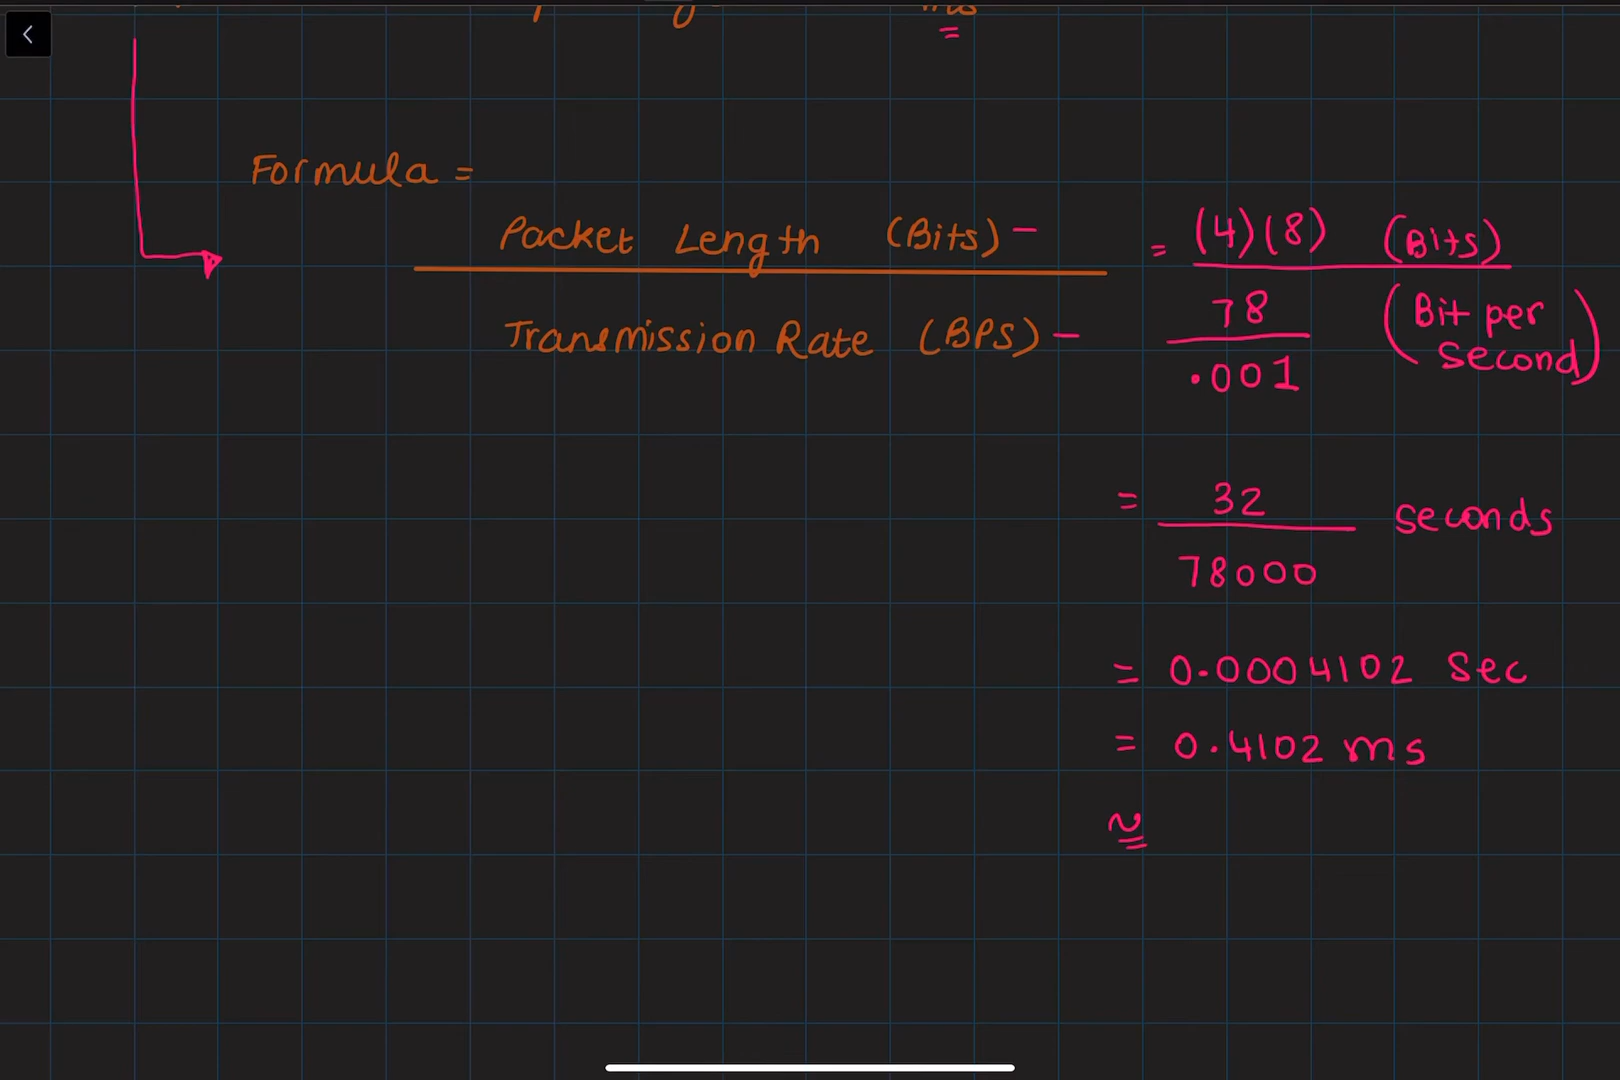 ms
=
Formula =
Packet Length (Bits) - = (4)(8) (Bits)
Transmission Rate (BPS) - 78 (Bit per
.001 Second)
= 32 seconds
78000
= 0.0004102 Sec
= 0.4102 ms
≅